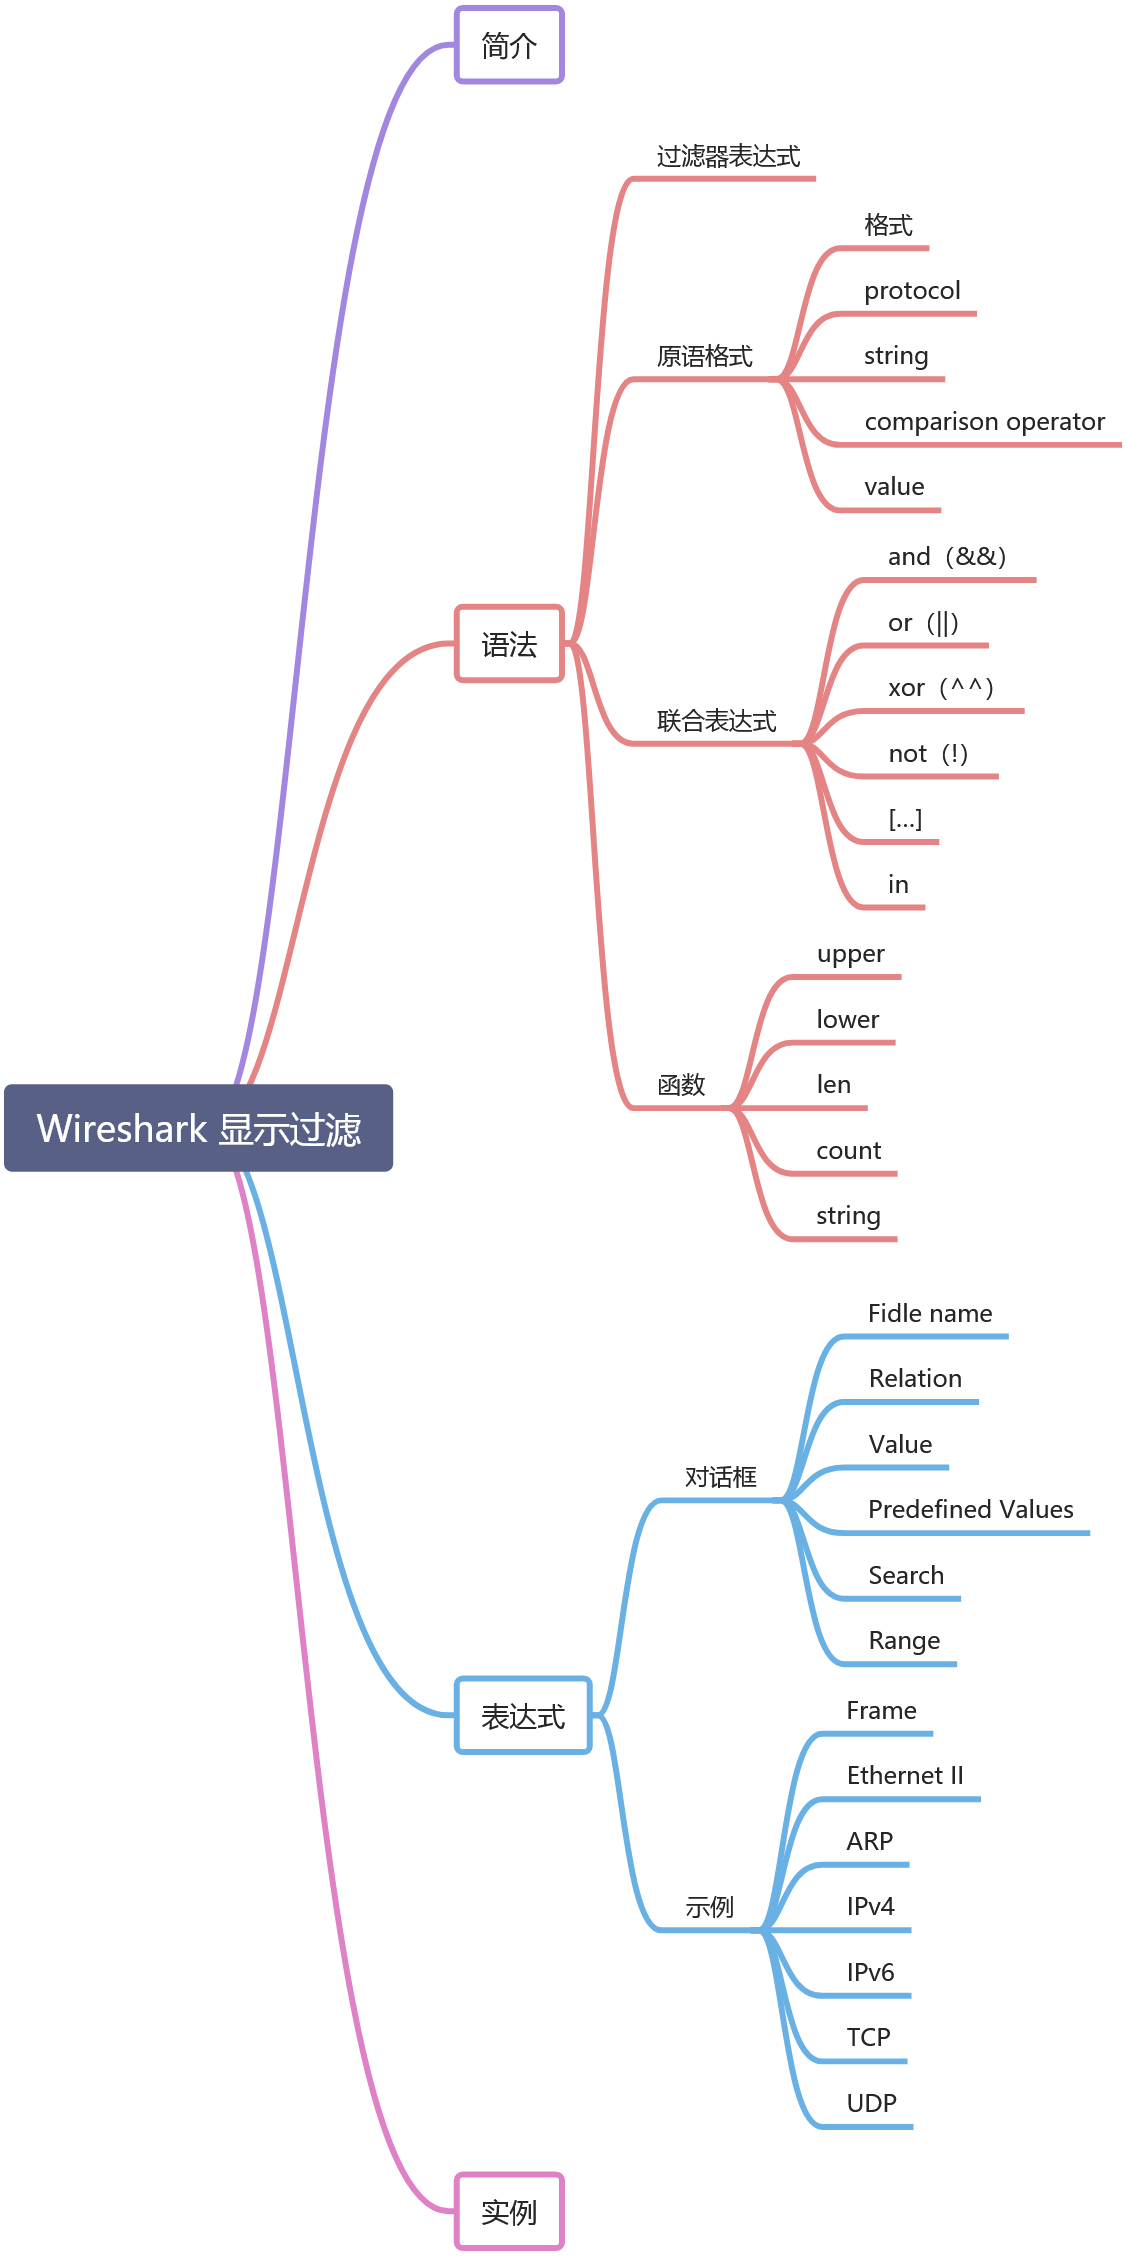 简介
过滤器表达式
格式
protocol
原语格式
string
comparison operator
value
and（&&）
or（||）
语法
xor（^^）
联合表达式
not（!）
[...]
in
upper
lower
函数
len
Wireshark 显示过滤
count
string
Fidle name
Relation
Value
对话框
Predefined Values
Search
Range
表达式
Frame
Ethernet II
ARP
示例
IPv4
IPv6
TCP
UDP
实例